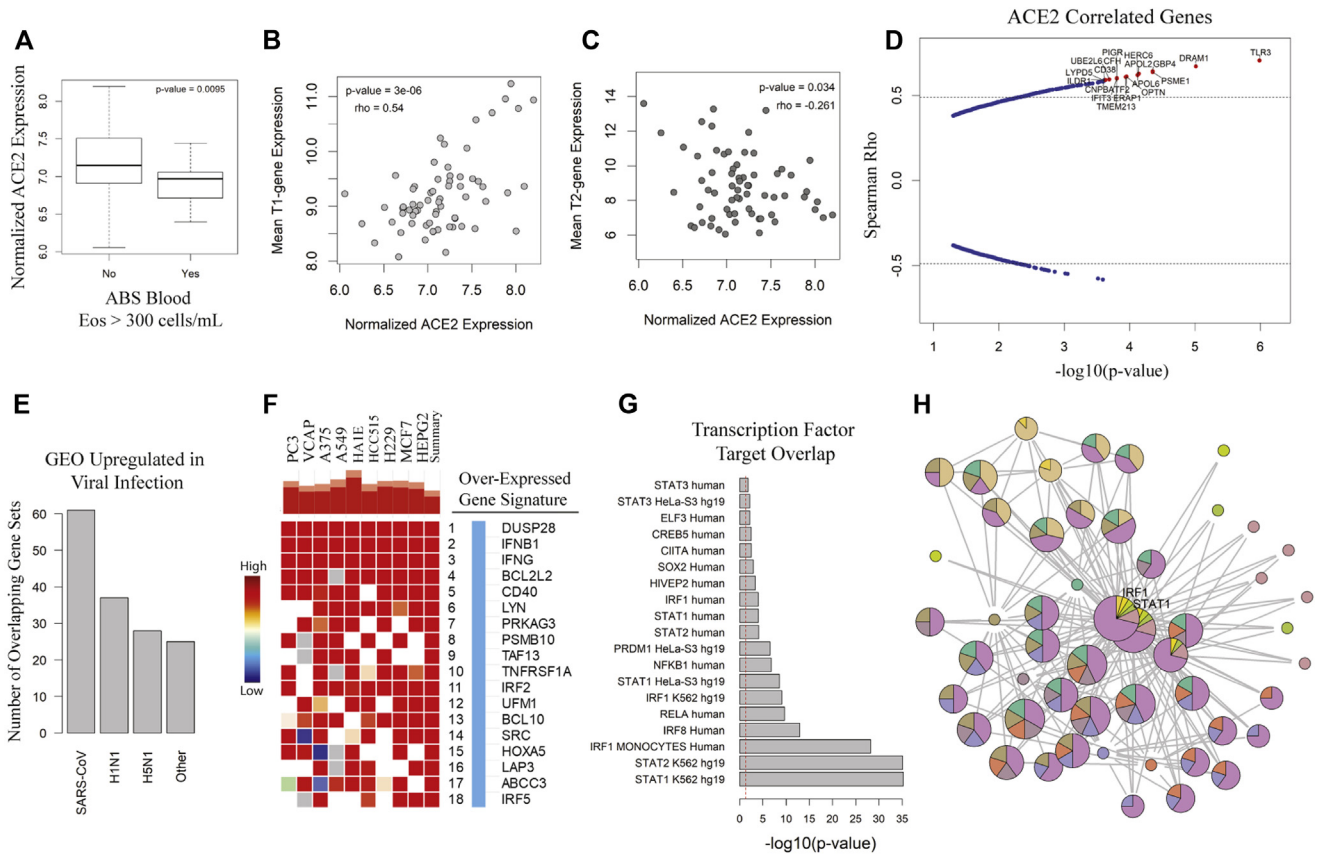 A
p-value = 0.0095
Normalized ACE2 Expression
8.0
7.5
7.0
6.5
6.0
No
Yes
ABS Blood
Eos > 300 cells/mL
B
p-value = 3e-06
rho = 0.54
Mean T1-gene Expression
11.0
10.0
9.0
8.0
6.0 6.5 7.0 7.5 8.0
Normalized ACE2 Expression
C
p-value = 0.034
rho = -0.261
Mean T2-gene Expression
14
12
10
8
6
6.0 6.5 7.0 7.5 8.0
Normalized ACE2 Expression
D
ACE2 Correlated Genes
Spearman Rho
0.5
0.0
-0.5
PIGR
HERC6
UBE2L6
CFH
APDL2
GBP4
DRAM1
TLR3
LYPD5
CD38
PSME1
ILDR1
APOL6
CNPBATF2
OPTN
IFIT3
ERAP1
TMEM213
1 2 3 4 5 6
-log10(p-value)
E
GEO Upregulated in
Viral Infection
Number of Overlapping Gene Sets
60
50
40
30
20
10
0
SARS-CoV
H1N1
H5N1
Other
F
High
Low
PC3
VCAP
A375
A549
HA1E
HCC515
H229
MCF7
HEPG2
Summary
Over-Expressed
Gene Signature
1 DUSP28
2 IFNB1
3 IFNG
4 BCL2L2
5 CD40
6 LYN
7 PRKAG3
8 PSMB10
9 TAF13
10 TNFRSF1A
11 IRF2
12 UFM1
13 BCL10
14 SRC
15 HOXA5
16 LAP3
17 ABCC3
18 IRF5
G
Transcription Factor
Target Overlap
STAT3 human
STAT3 HeLa-S3 hg19
ELF3 Human
CREB5 human
CIITA human
SOX2 Human
HIVEP2 human
IRF1 human
STAT1 human
STAT2 human
PRDM1 HeLa-S3 hg19
NFKB1 human
STAT1 HeLa-S3 hg19
IRF1 K562 hg19
RELA human
IRF8 human
IRF1 MONOCYTES Human
STAT2 K562 hg19
STAT1 K562 hg19
0 5 10 15 20 25 30 35
-log10(p-value)
H
IRF1
STAT1